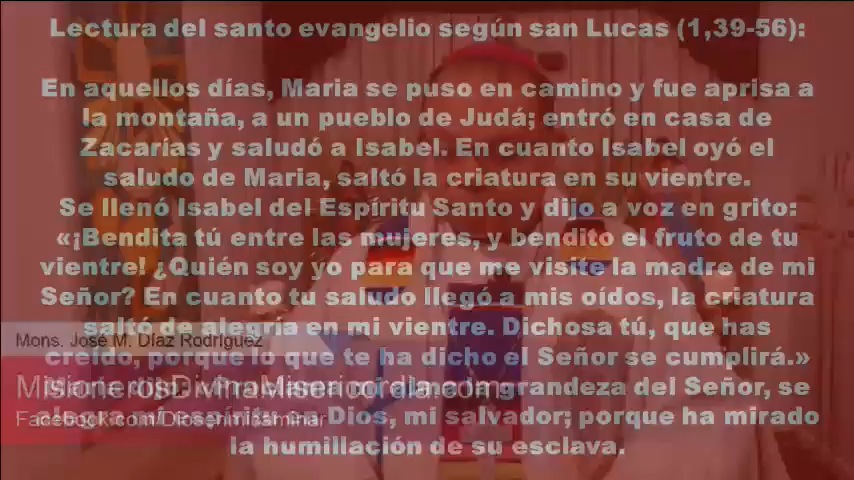 Lectura del santo evangelio según san Lucas (1,39-56):
En aquellos días, Maria se puso en camino y fue aprisa a
la montaña, a un pueblo de Judá; entró en casa de
Zacarías y saludó a Isabel. En cuanto Isabel oyó el
saludo de Maria, saltó la criatura en su vientre.
Se llenó Isabel del Espíritu Santo y dijo a voz en grito:
«¡Bendita tú entre las mujeres, y bendito el fruto de tu
vientre! ¿Quién soy yo para que me visite la madre de mi
Señor? En cuanto tu saludo llegó a mis oídos, la criatura
saltó de alegría en mi vientre. Dichosa tú, que has
Mons. José M. Díaz Rodríguez
creído, porque lo que te ha dicho el Señor se cumplirá.»
MisionerosDivinaMisericordia.com
grandeza del Señor, se
Facebook.com/Diosenmicaminar
Dios, mi salvador; porque ha mirado
la humillación de su esclava.